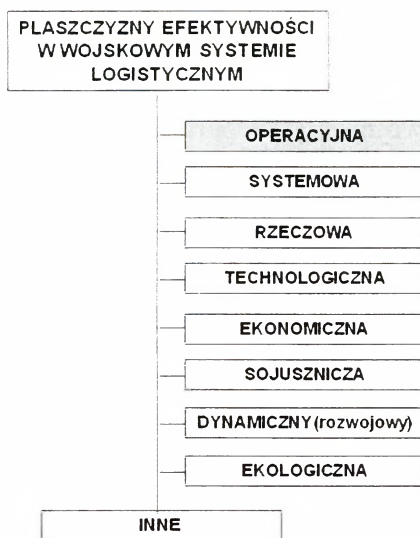 PLASZCZYZNY EFEKTYWNOŚCI
W WOJSKOWYM SYSTEMIE
LOGISTYCZNYM
OPERACYJNA
SYSTEMOWA
RZECZOWA
TECHNOLOGICZNA
EKONOMICZNA
SOJUSZNICZA
DYNAMICZNY (rozwojowy)
EKOLOGICZNA
INNE